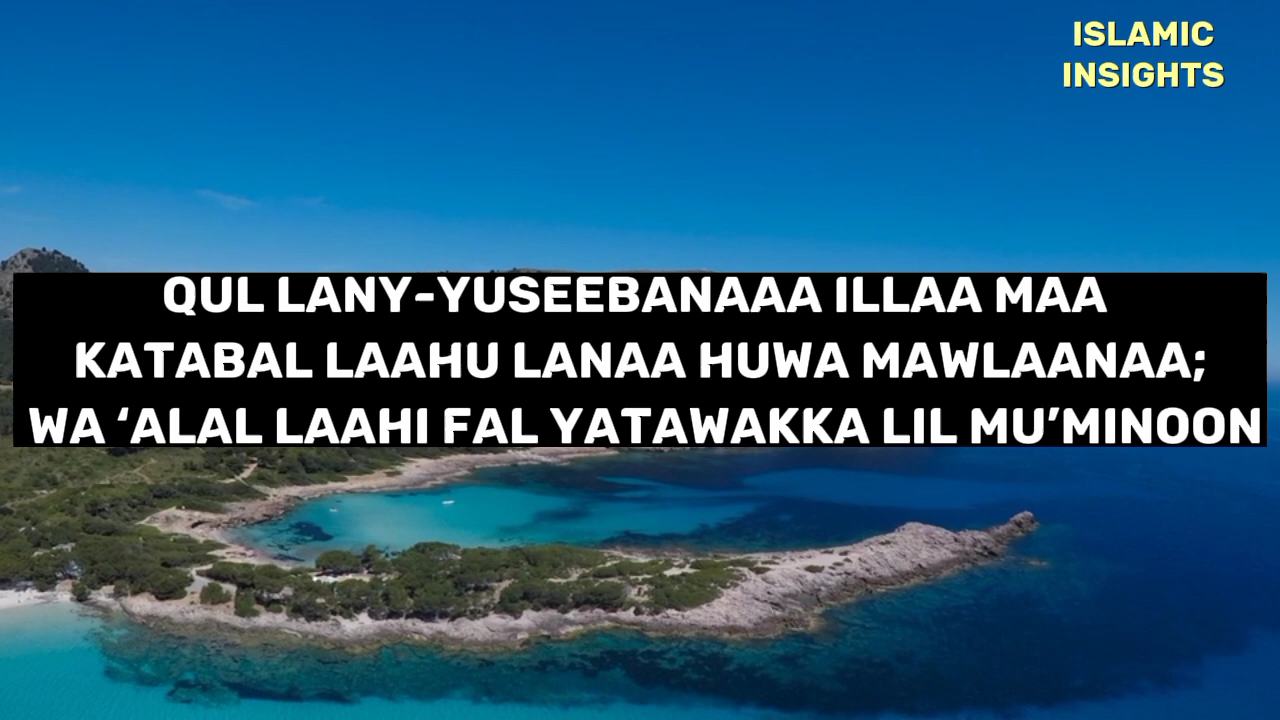 ISLAMIC
INSIGHTS
QUL LANY-YUSEEBANAAA ILLAA MAA
KATABAL LAAHU LANAA HUWA MAWLAANAA;
WA ‘ALAL LAAHI FAL YATAWAKKA LIL MU’MINOON